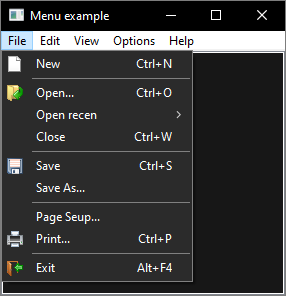 Menu example
File Edit View Options Help
New Ctrl+N
Open... Ctrl+O
Open recen
Close Ctrl+W
Save Ctrl+S
Save As...
Page Seup...
Print... Ctrl+P
Exit Alt+F4